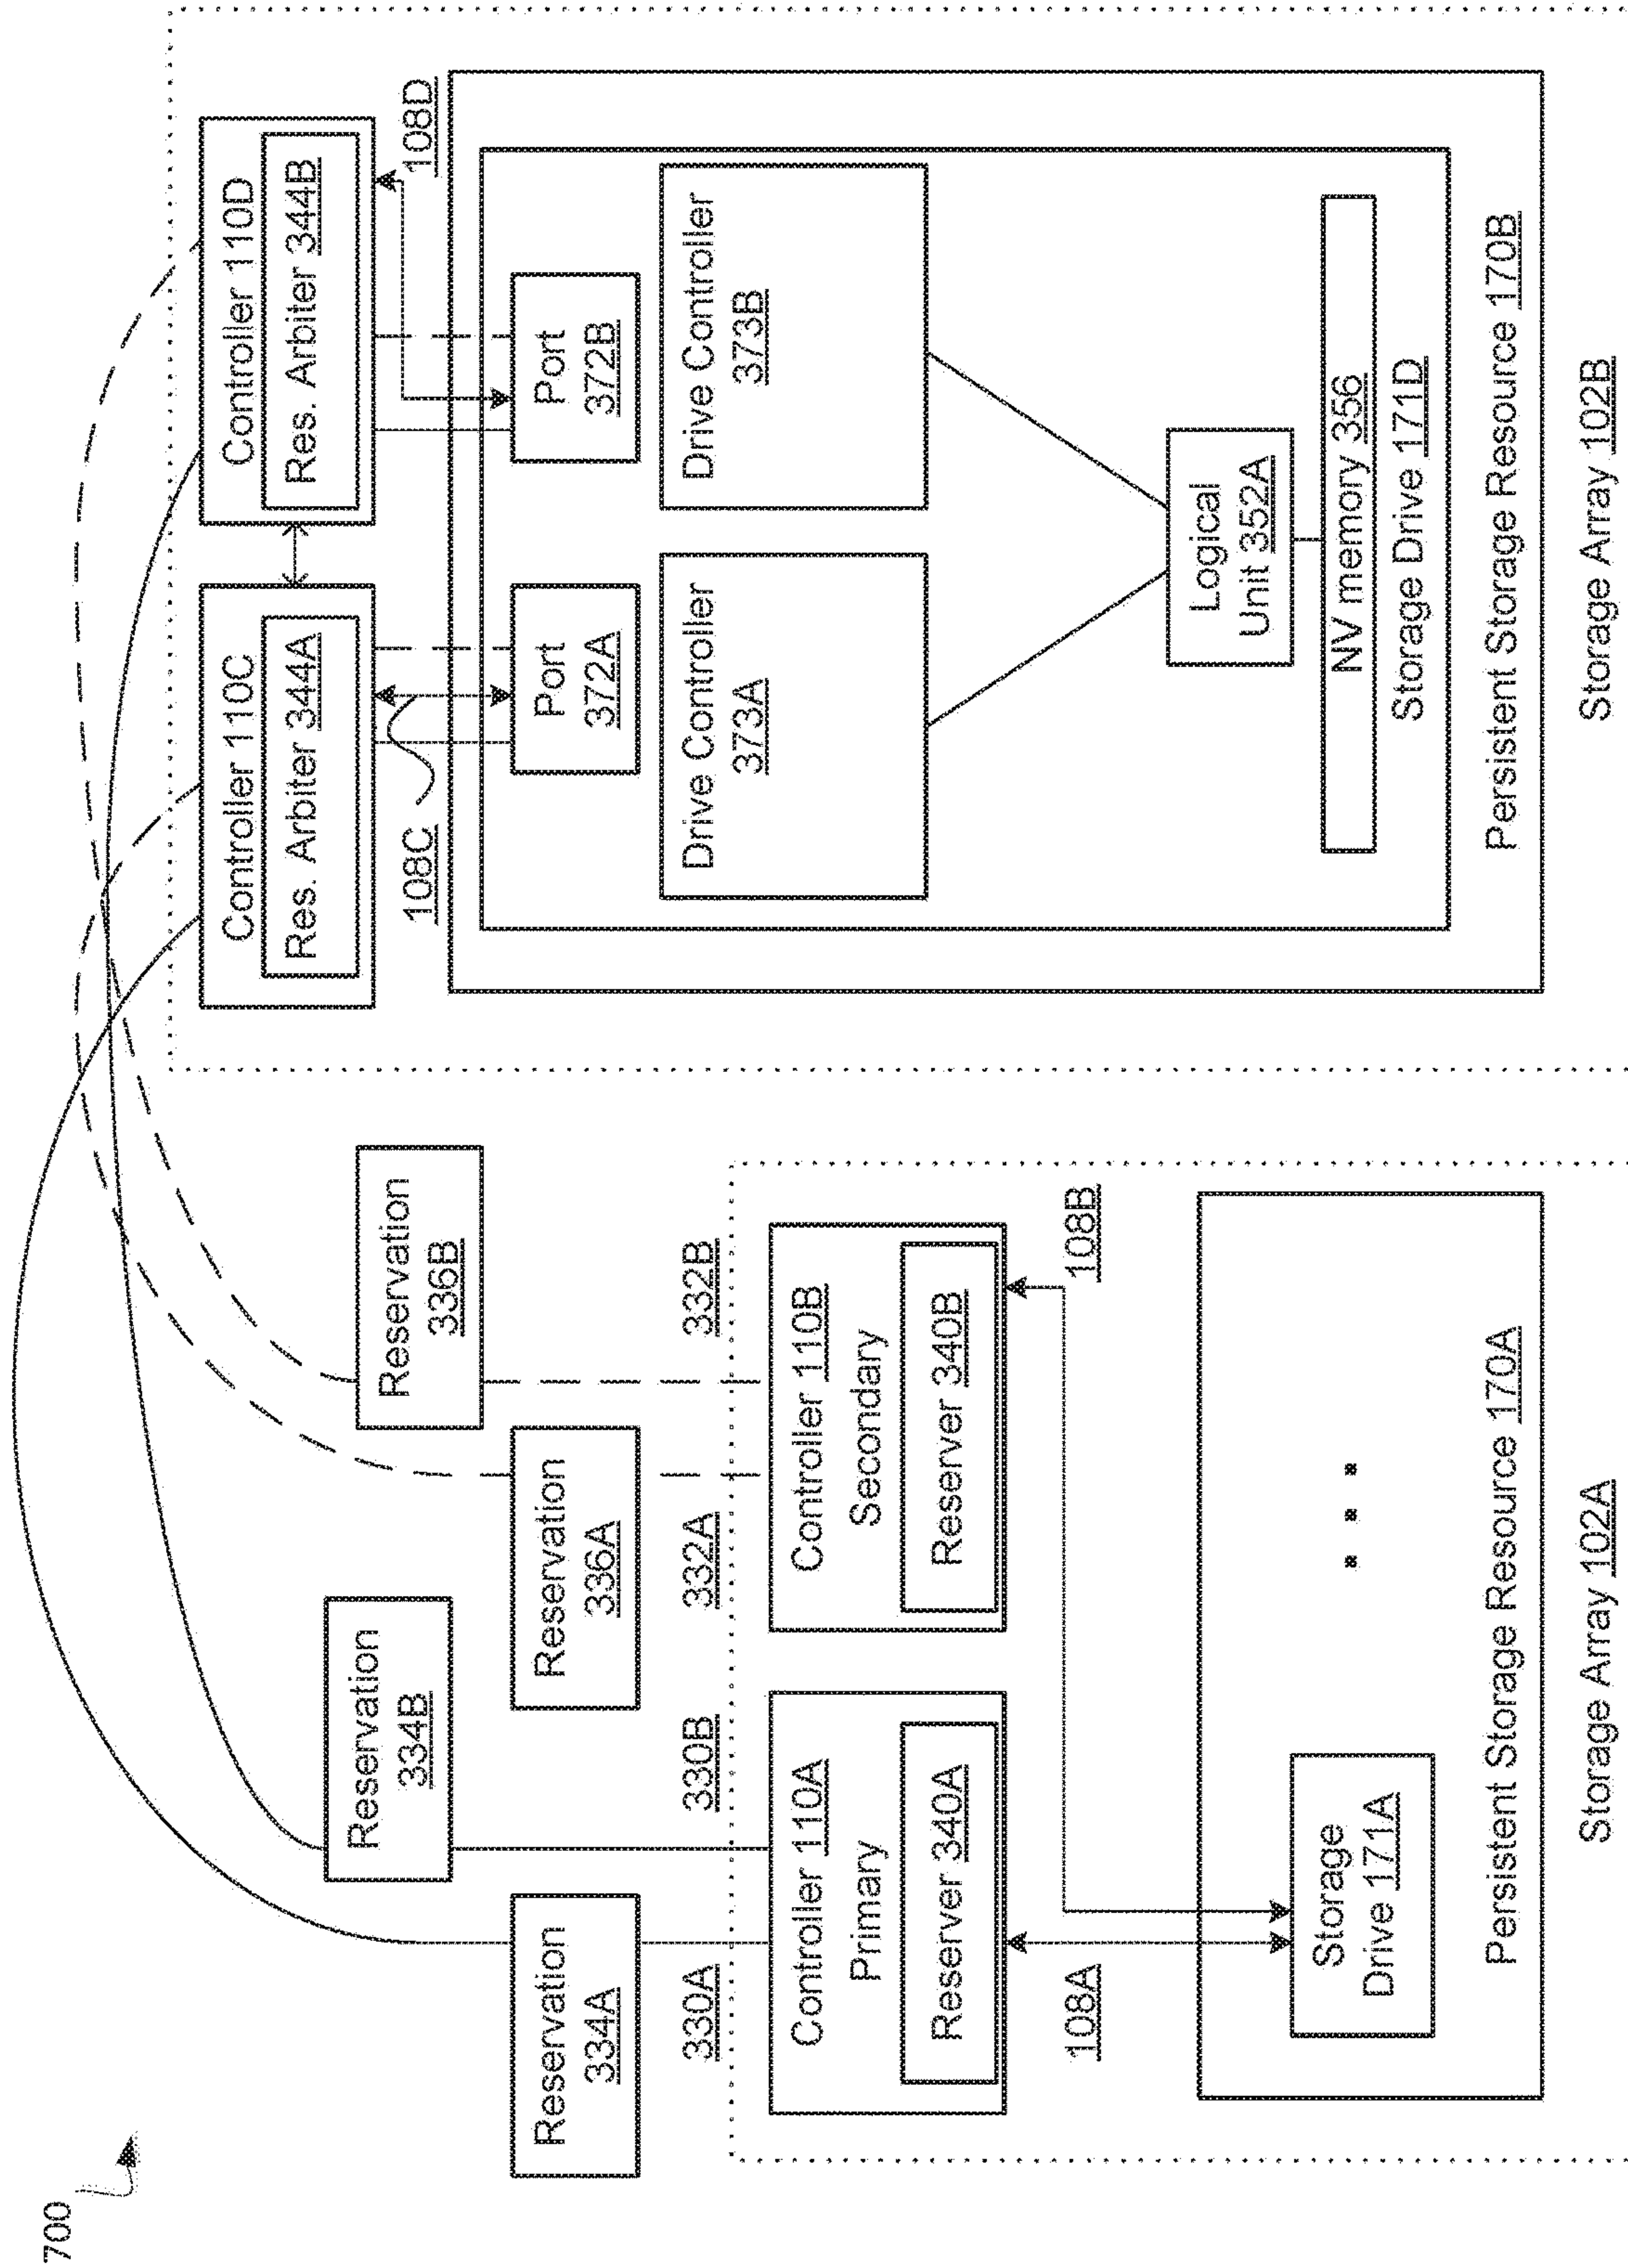 700
Reservation
334A
Reservation
334B
Reservation
336A
Reservation
336B
330A
330B
332A
332B
Controller 110A
Primary
Reserver 340A
Controller 110B
Secondary
Reserver 340B
108A
108B
Storage
Drive 171A
Persistent Storage Resource 170A
Storage Array 102A
Controller 110C
Res. Arbiter 344A
Controller 110D
Res. Arbiter 344B
108C
108D
Port
372A
Port
372B
Drive Controller
373A
Drive Controller
373B
Logical
Unit 352A
NV memory 356
Storage Drive 171D
Persistent Storage Resource 170B
Storage Array 102B